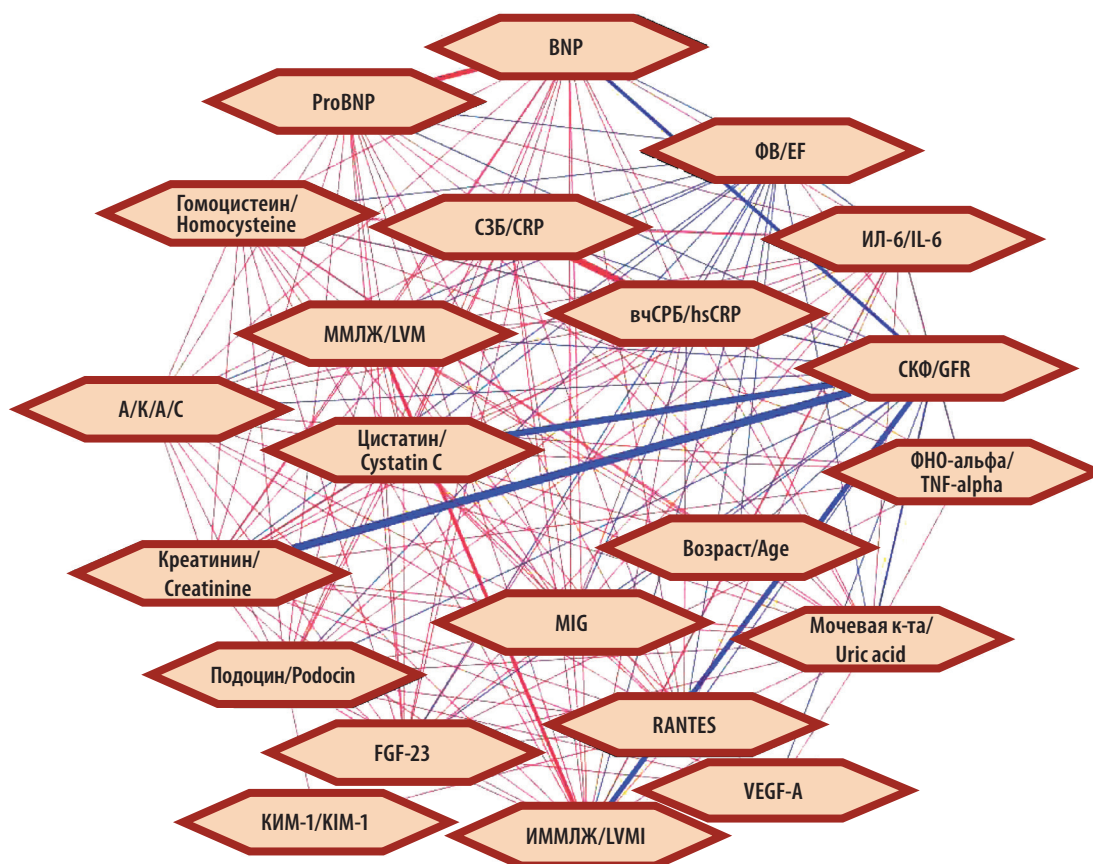 BNP
ProBNP
ФВ/EF
Гомоцистеин/
Homocysteine
СЗБ/CRP
ИЛ-6/IL-6
вчСРБ/hsCRP
ММЛЖ/LVM
СКФ/GFR
А/К/А/С
Цистатин/
Cystatin C
ФНО-альфа/
TNF-alpha
Возраст/Age
Креатинин/
Creatinine
MIG
Мочевая к-та/
Uric acid
Подоцин/Podocin
RANTES
FGF-23
VEGF-A
КИМ-1/KIM-1
ИММЛЖ/LVMI